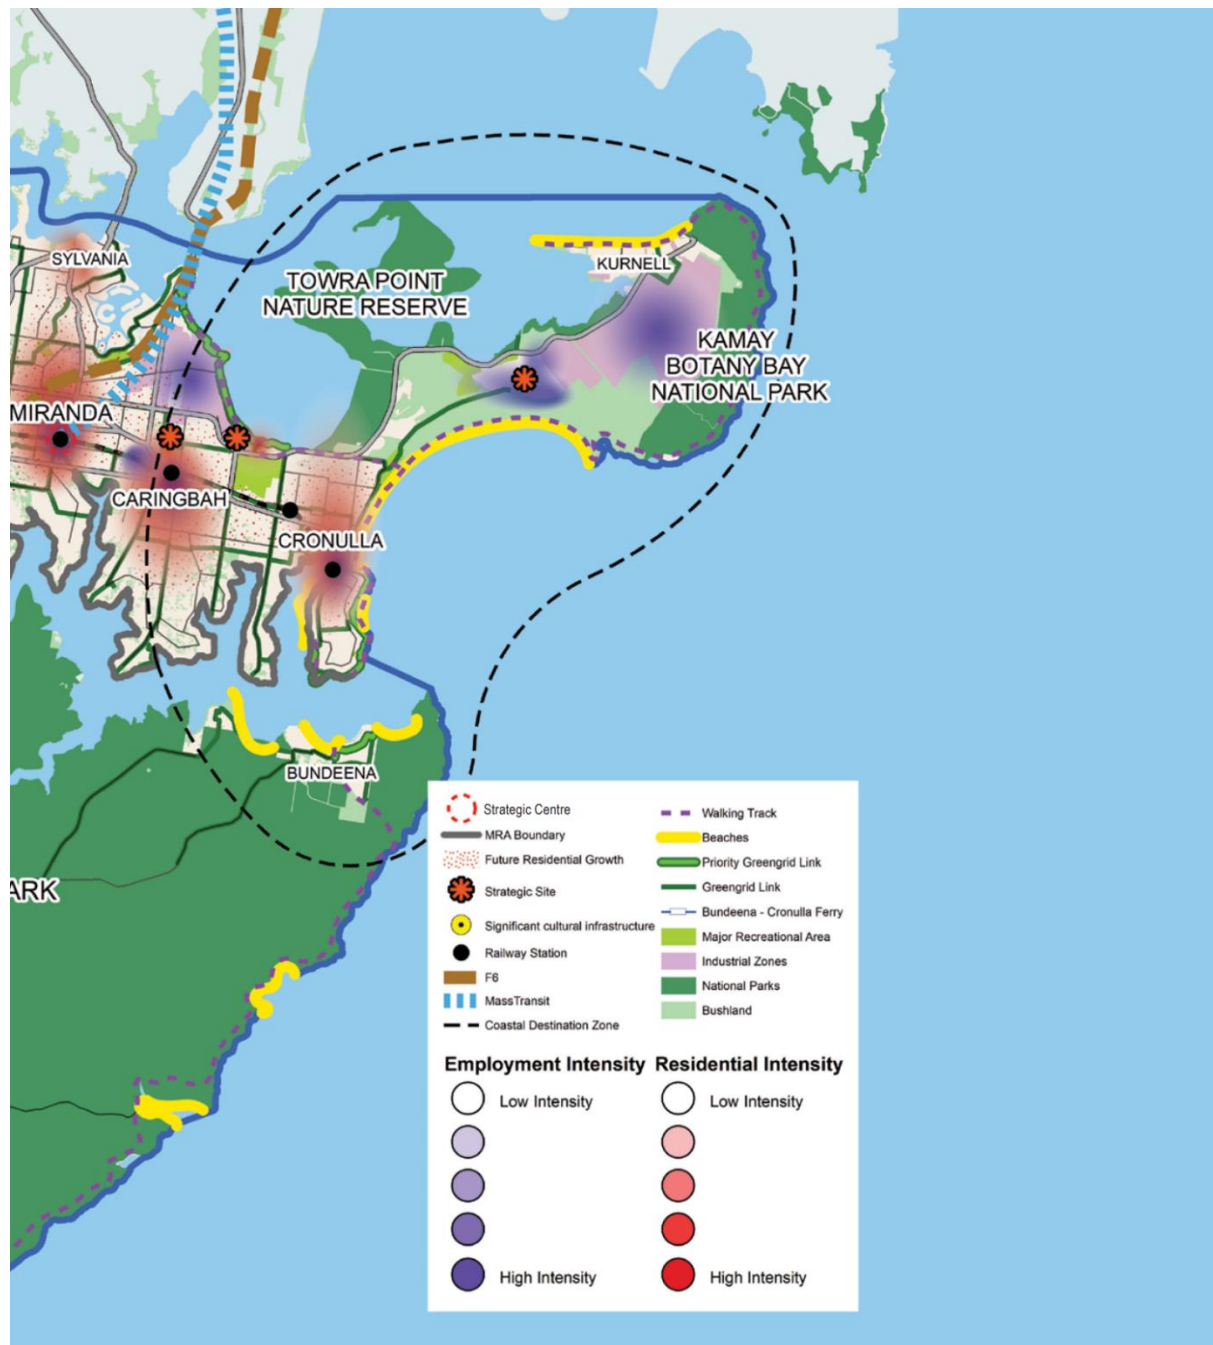 SYLVANIA
KURNELL
TOWRA POINT
NATURE RESERVE
KAMAY
BOTANY BAY
NATIONAL PARK
MIRANDA
CARINGBAH
CRONULLA
BUNDEENA
ARK
Strategic Centre
MRA Boundary
Future Residential Growth
Strategic Site
Significant cultural infrastructure
Railway Station
F6
MassTransit
Coastal Destination Zone
Walking Track
Beaches
Priority Greengrid Link
Greengrid Link
Bundeena - Cronulla Ferry
Major Recreational Area
Industrial Zones
National Parks
Bushland
Employment Intensity
Low Intensity
High Intensity
Residential Intensity
Low Intensity
High Intensity